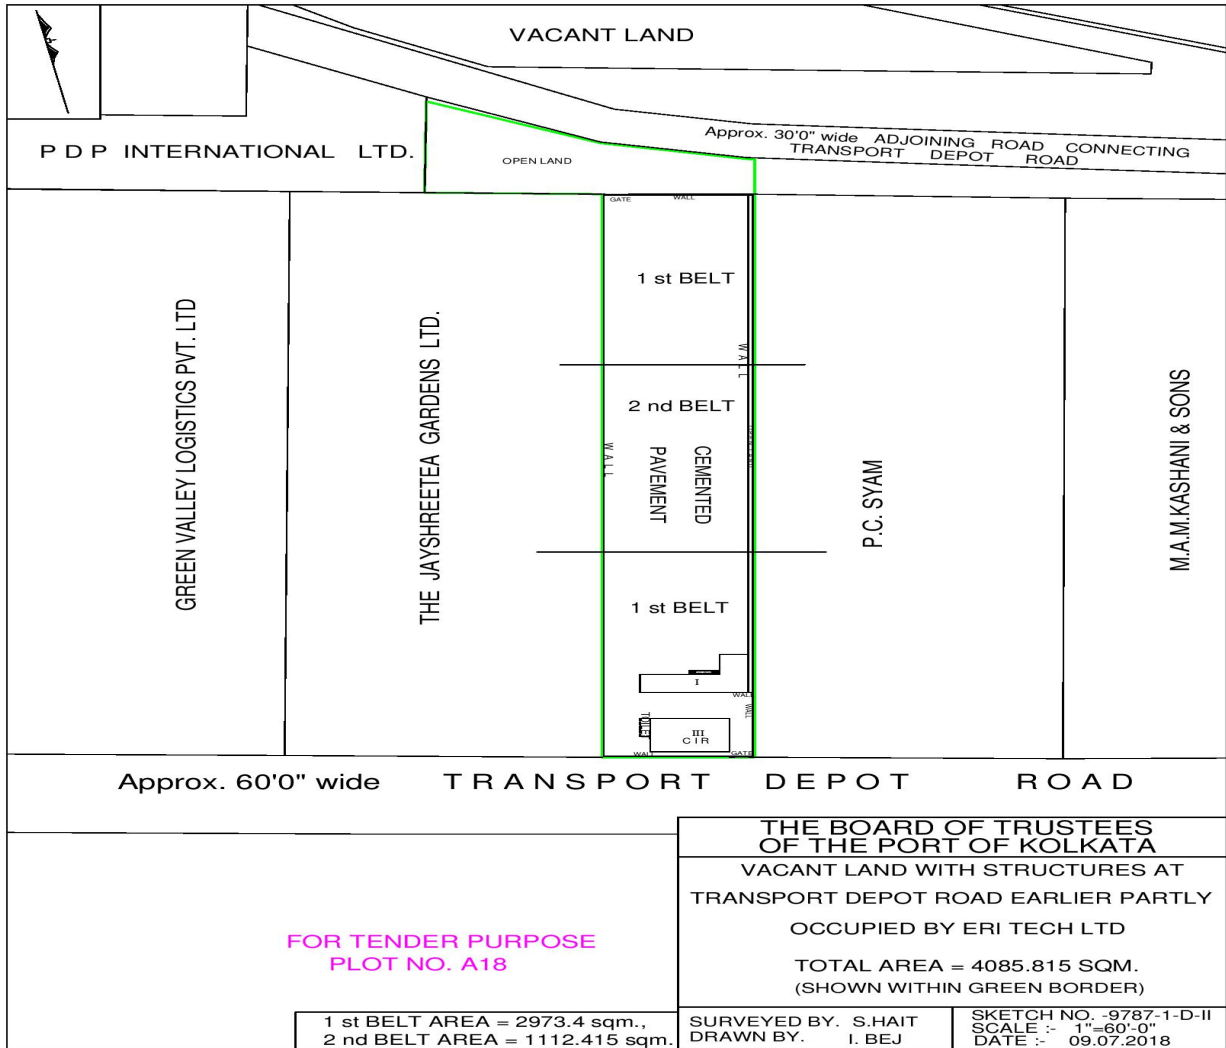 VACANT LAND
Approx. 30'0" wide ADJOINING ROAD CONNECTING
TRANSPORT DEPOT ROAD
P D P INTERNATIONAL LTD.
OPEN LAND
GATE
WALL
1 st BELT
WALL
2 nd BELT
GREEN VALLEY LOGISTICS PVT. LTD
THE JAYSHREETEA GARDENS LTD.
WALL
CEMENTED
PAVEMENT
P.C. SYAM
M.A.M.KASHANI & SONS
1 st BELT
I
WALL
WALL
TOILET
III
CIR
WALL
GATE
Approx. 60'0" wide TRANSPORT DEPOT ROAD
THE BOARD OF TRUSTEES
OF THE PORT OF KOLKATA
VACANT LAND WITH STRUCTURES AT
TRANSPORT DEPOT ROAD EARLIER PARTLY
OCCUPIED BY ERI TECH LTD
TOTAL AREA = 4085.815 SQM.
(SHOWN WITHIN GREEN BORDER)
FOR TENDER PURPOSE
PLOT NO. A18
1 st BELT AREA = 2973.4 sqm.,
2 nd BELT AREA = 1112.415 sqm.
SURVEYED BY. S.HAIT
DRAWN BY. I. BEJ
SKETCH NO. -9787-1-D-II
SCALE :- 1"=60'-0"
DATE :- 09.07.2018